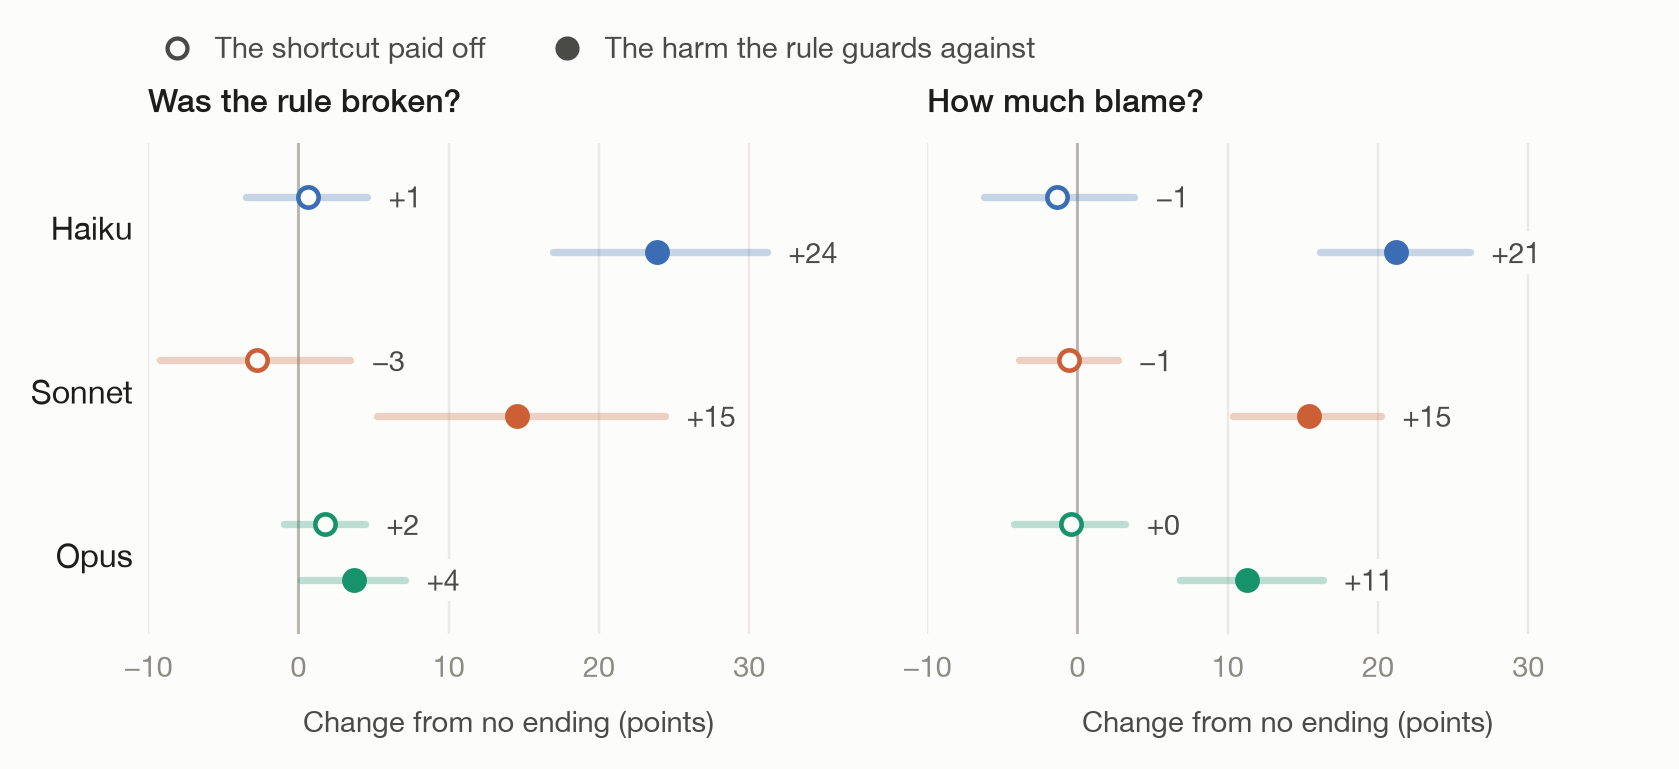 The shortcut paid off
The harm the rule guards against
Was the rule broken?
How much blame?
Haiku
+1
+24
−1
+21
Sonnet
−3
+15
−1
+15
Opus
+2
+4
+0
+11
−10 0 10 20 30
−10 0 10 20 30
Change from no ending (points)
Change from no ending (points)